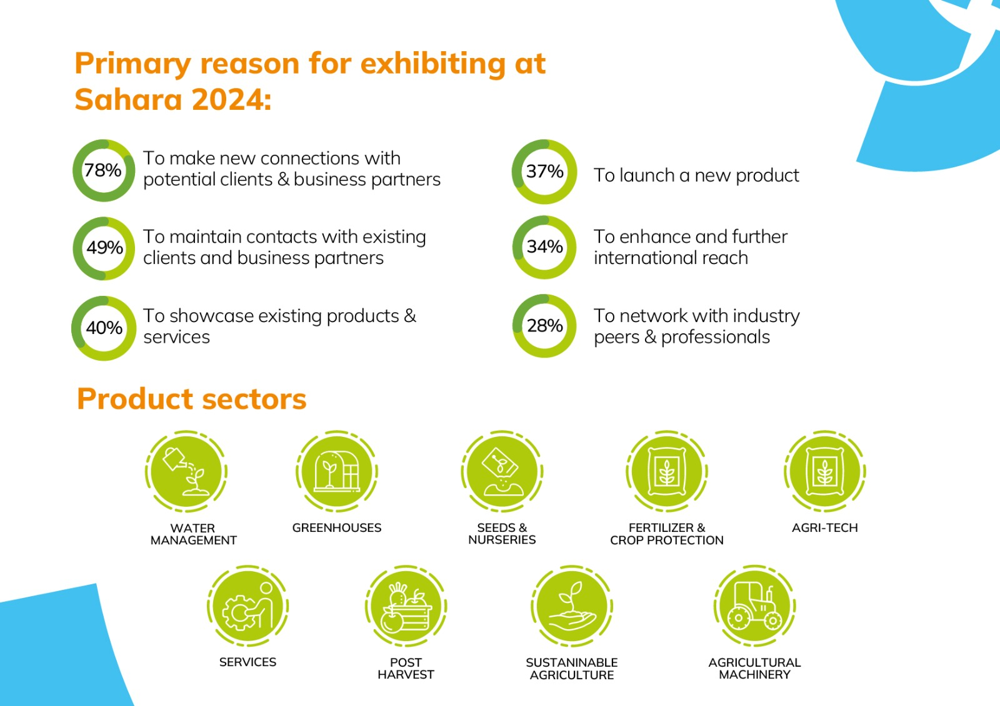 Primary reason for exhibiting at
Sahara 2024:
78%
To make new connections with
potential clients & business partners
49%
To maintain contacts with existing
clients and business partners
40%
To showcase existing products &
services
37%
To launch a new product
34%
To enhance and further
international reach
28%
To network with industry
peers & professionals
Product sectors
WATER
MANAGEMENT
GREENHOUSES
SEEDS &
NURSERIES
FERTILIZER &
CROP PROTECTION
AGRI-TECH
SERVICES
POST
HARVEST
SUSTANINABLE
AGRICULTURE
AGRICULTURAL
MACHINERY